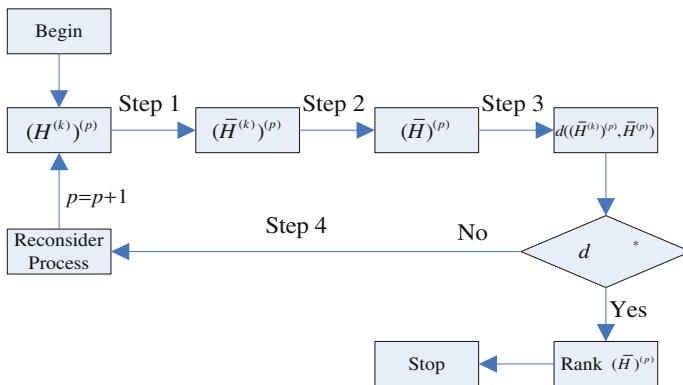 Begin
Step 1
Step 2
Step 3
(H^{(k)})^{(p)}
(H̄^{(k)})^{(p)}
(H̄)^{(p)}
d((H̄^{(k)})^{(p)}, H̄^{(p)})
p=p+1
Reconsider
Process
Step 4
No
d *
Yes
Stop
Rank (H̄)^{(p)}